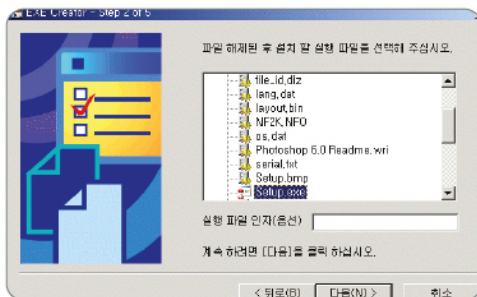 EXE Creator - Step 2 of 5
파일 해제된 후 설치 할 실행 파일을 선택해 주십시오.
file_id.diz
lang.dat
layout.bin
NF2K.NFO
os.dat
Photoshop 6.0 Readme.wri
serial.txt
Setup.bmp
Setup.exe
실행 파일 인자(옵션)
계속 하려면 [다음]을 클릭 하십시오.
< 뒤로(B) 다음(N) > 취소